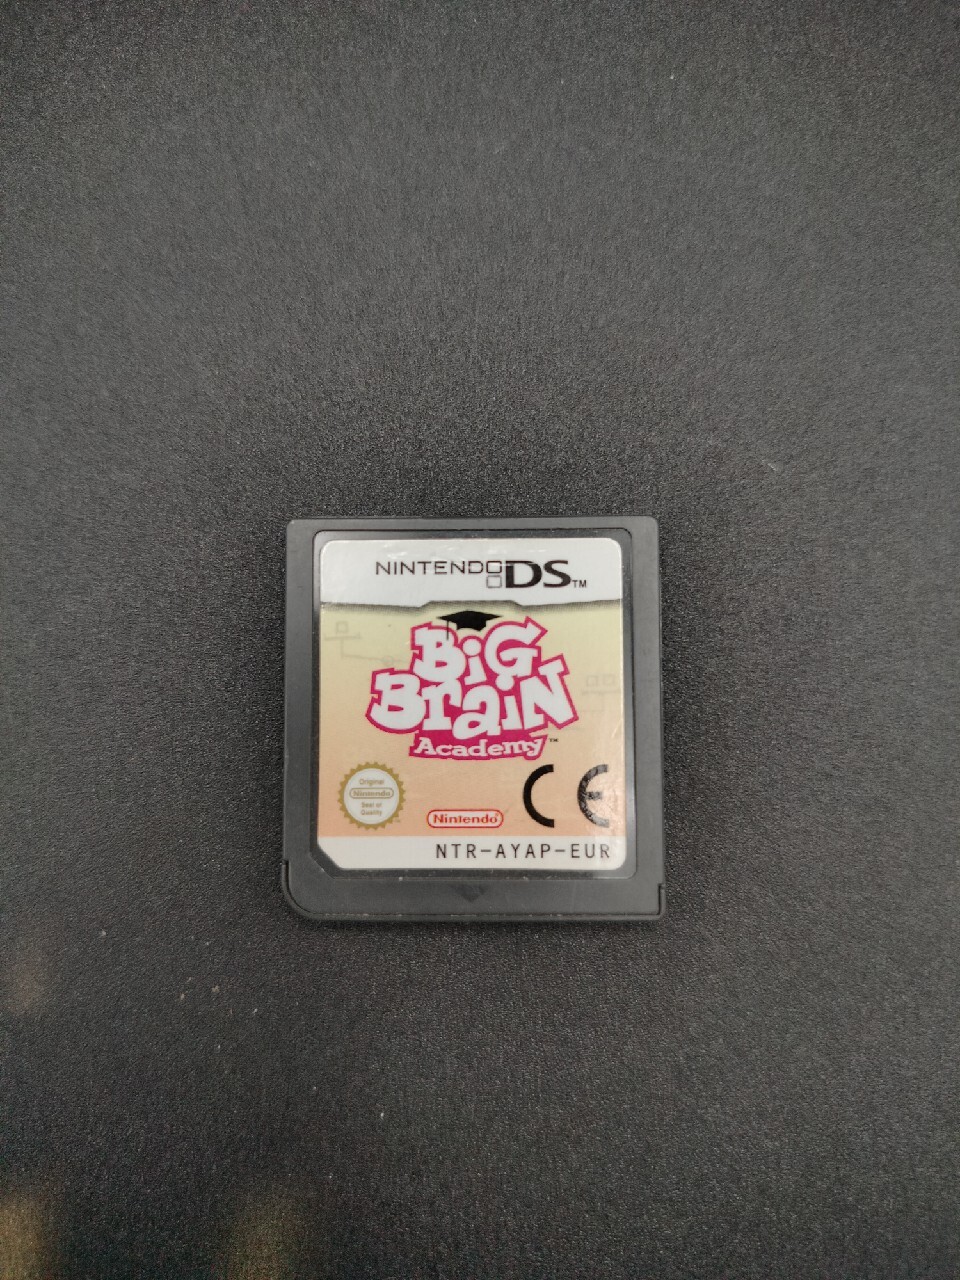 NINTENDO DS™
BiG
BraiN
Academy™
Original
Nintendo
Seal of
Quality
Nintendo
CE
NTR-AYAP-EUR